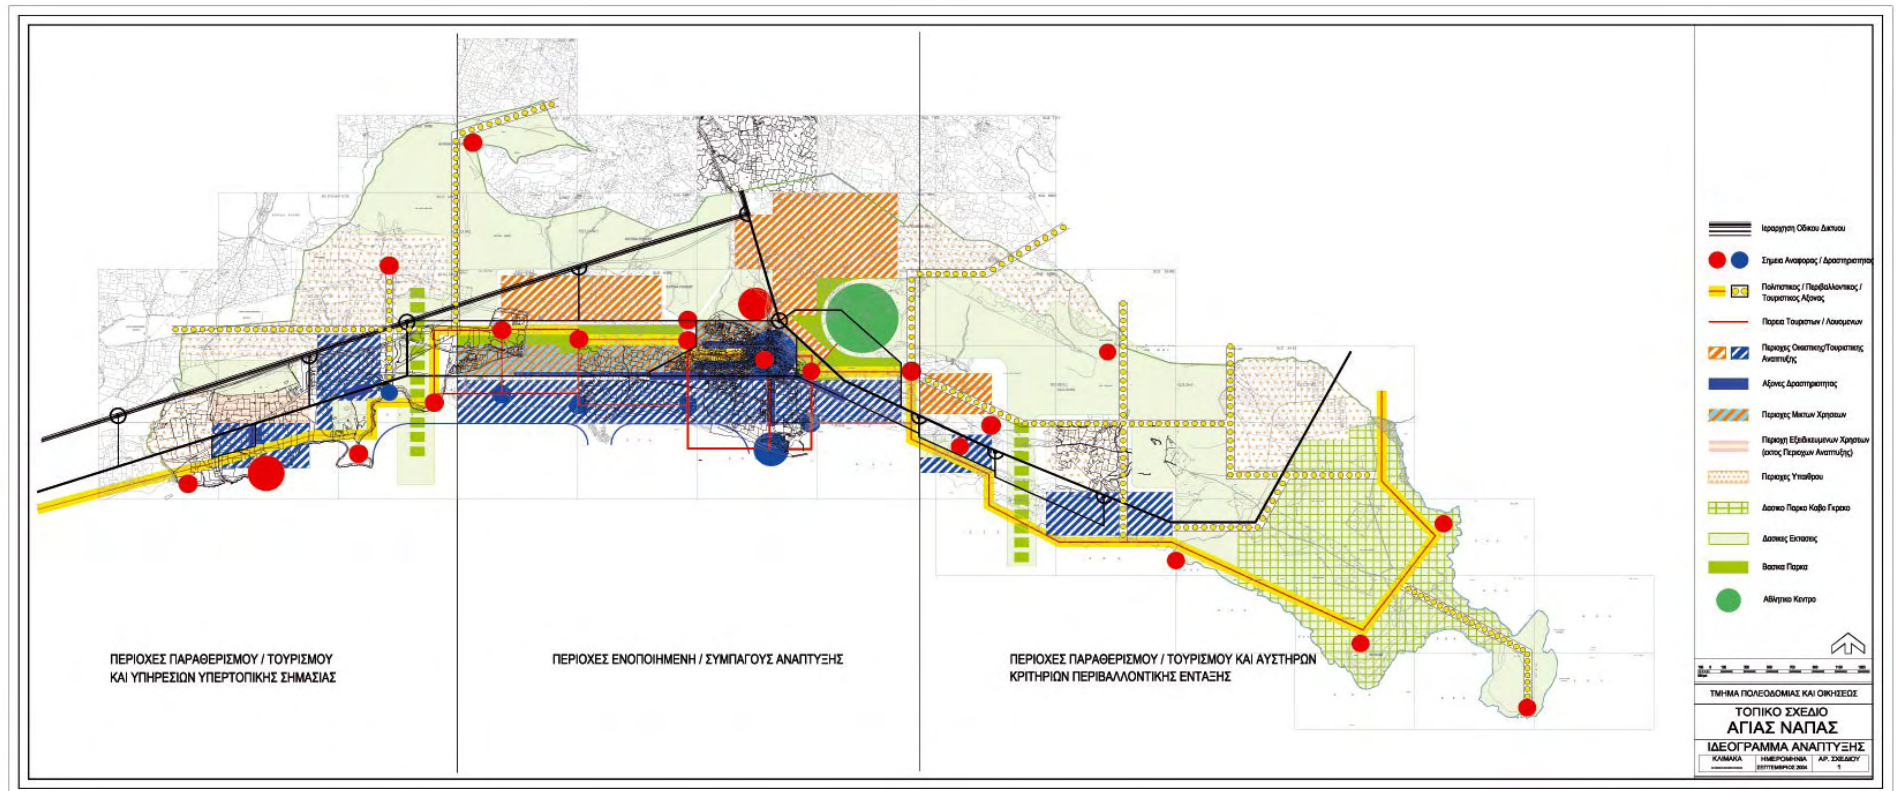 ΠΕΡΙΟΧΕΣ ΠΑΡΑΘΕΡΙΣΜΟΥ / ΤΟΥΡΙΣΜΟΥ
ΚΑΙ ΥΠΗΡΕΣΙΩΝ ΥΠΕΡΤΟΠΙΚΗΣ ΣΗΜΑΣΙΑΣ
ΠΕΡΙΟΧΕΣ ΕΝΟΠΟΙΗΜΕΝΗ / ΣΥΜΠΑΓΟΥΣ ΑΝΑΠΤΥΞΗΣ
ΠΕΡΙΟΧΕΣ ΠΑΡΑΘΕΡΙΣΜΟΥ / ΤΟΥΡΙΣΜΟΥ ΚΑΙ ΑΥΣΤΗΡΩΝ
ΚΡΙΤΗΡΙΩΝ ΠΕΡΙΒΑΛΛΟΝΤΙΚΗΣ ΕΝΤΑΞΗΣ
Ιεραρχηση Οδικου Δικτυου
Σημεια Αναφορας / Δραστηριοτητας
Πολιτιστικος / Περιβαλλοντικος /
Τουριστικος Αξονας
Πορεια Τουριστων / Λουομενων
Περιοχες Οικιστικης/Τουριστικης
Αναπτυξης
Αξονες Δραστηριοτητας
Περιοχες Μικτων Χρησεων
Περιοχη Εξειδικευμενων Χρησεων
(εκτος Περιοχων Αναπτυξης)
Περιοχες Υπαιθρου
Δασικο Παρκο Καβο Γκρεκο
Δασικες Εκτασεις
Βασικα Παρκα
Αθλητικο Κεντρο
ΤΜΗΜΑ ΠΟΛΕΟΔΟΜΙΑΣ ΚΑΙ ΟΙΚΗΣΕΩΣ
ΤΟΠΙΚΟ ΣΧΕΔΙΟ
ΑΓΙΑΣ ΝΑΠΑΣ
ΙΔΕΟΓΡΑΜΜΑ ΑΝΑΠΤΥΞΗΣ
ΚΛΙΜΑΚΑ ΗΜΕΡΟΜΗΝΙΑ ΑΡ. ΣΧΕΔΙΟΥ
ΣΕΠΤΕΜΒΡΙΟΣ 2004 1